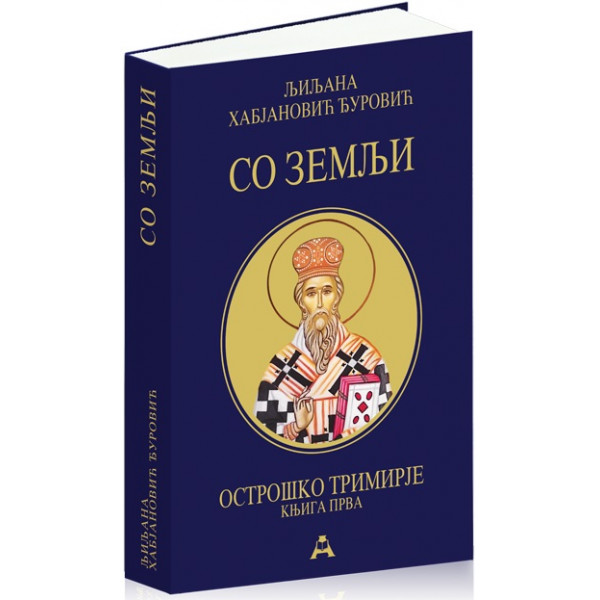 ЉИЉАНА
ХАБЈАНОВИЋ ЂУРОВИЋ
СО ЗЕМЉИ
ОСТРОШКО ТРИМИРЈЕ
КЊИГА ПРВА
СО ЗЕМЉИ
ЉИЉАНА
ХАБЈАНОВИЋ ЂУРОВИЋ